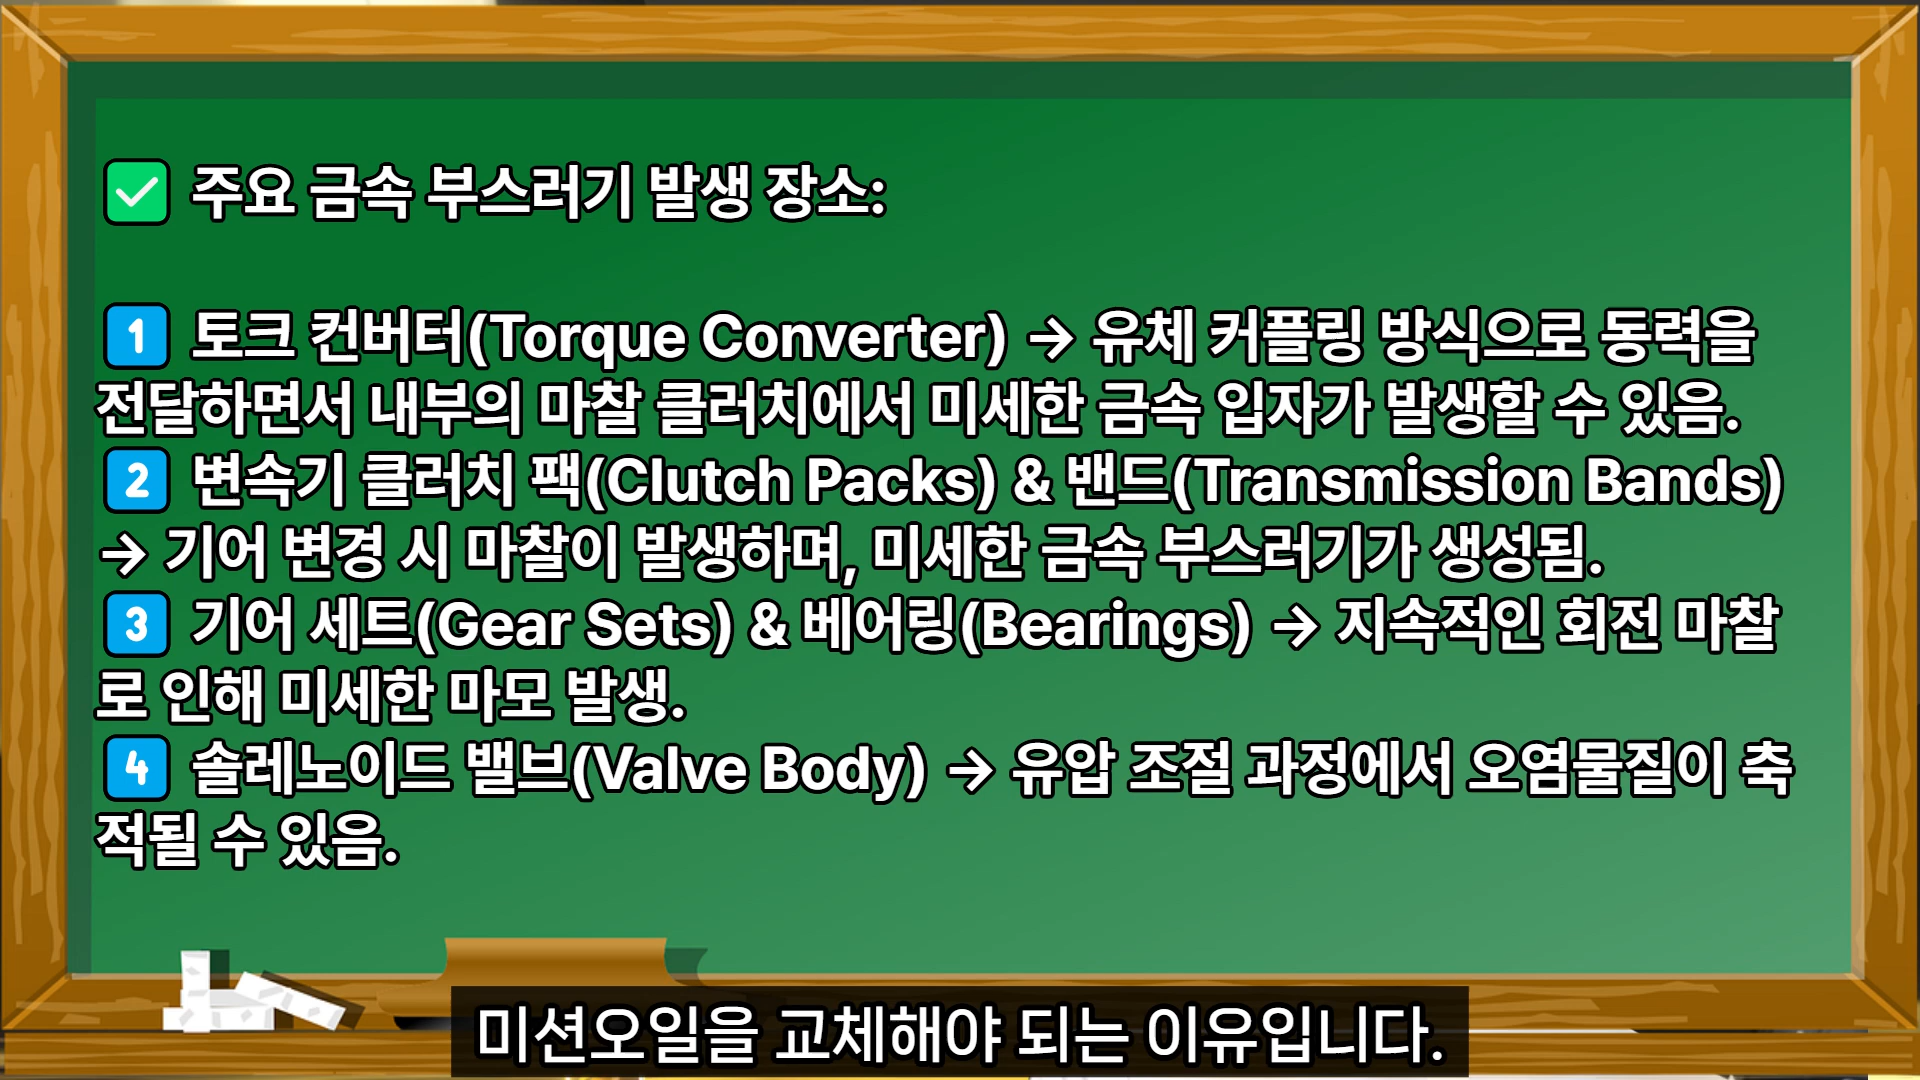 ✅ 주요 금속 부스러기 발생 장소:
1️⃣ 토크 컨버터(Torque Converter) → 유체 커플링 방식으로 동력을
전달하면서 내부의 마찰 클러치에서 미세한 금속 입자가 발생할 수 있음.
2️⃣ 변속기 클러치 팩(Clutch Packs) & 밴드(Transmission Bands)
→ 기어 변경 시 마찰이 발생하며, 미세한 금속 부스러기가 생성됨.
3️⃣ 기어 세트(Gear Sets) & 베어링(Bearings) → 지속적인 회전 마찰
로 인해 미세한 마모 발생.
4️⃣ 솔레노이드 밸브(Valve Body) → 유압 조절 과정에서 오염물질이 축
적될 수 있음.
미션오일을 교체해야 되는 이유입니다.